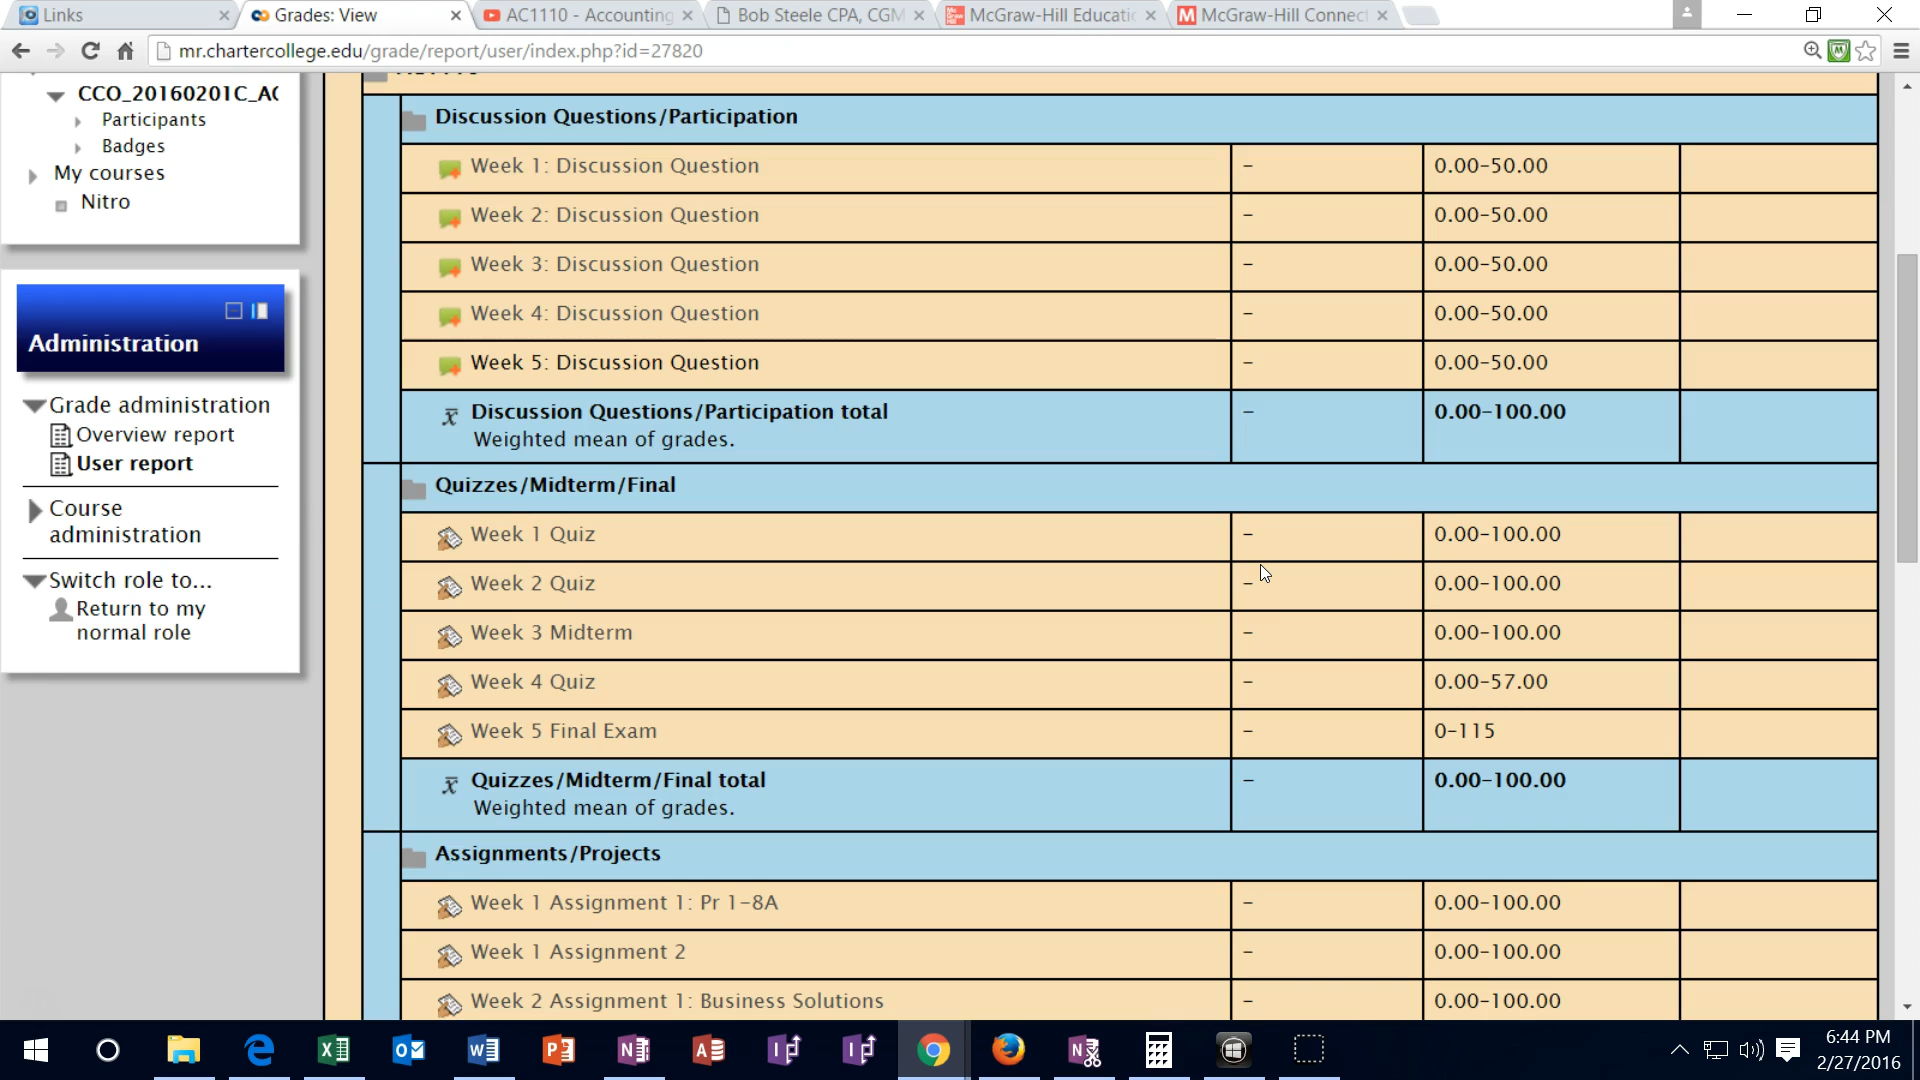 Links
Grades: View
AC1110 - Accounting
Bob Steele CPA, CGM
McGraw-Hill Educati
McGraw-Hill Connect
mr.chartercollege.edu/grade/report/user/index.php?id=27820
CCO_20160201C_A
Participants
Badges
My courses
Nitro
Administration
Grade administration
Overview report
User report
Course
administration
Switch role to...
Return to my
normal role
Discussion Questions/Participation
Week 1: Discussion Question - 0.00-50.00
Week 2: Discussion Question - 0.00-50.00
Week 3: Discussion Question - 0.00-50.00
Week 4: Discussion Question - 0.00-50.00
Week 5: Discussion Question - 0.00-50.00
Discussion Questions/Participation total - 0.00-100.00
Weighted mean of grades.
Quizzes/Midterm/Final
Week 1 Quiz - 0.00-100.00
Week 2 Quiz - 0.00-100.00
Week 3 Midterm - 0.00-100.00
Week 4 Quiz - 0.00-57.00
Week 5 Final Exam - 0-115
Quizzes/Midterm/Final total - 0.00-100.00
Weighted mean of grades.
Assignments/Projects
Week 1 Assignment 1: Pr 1-8A - 0.00-100.00
Week 1 Assignment 2 - 0.00-100.00
Week 2 Assignment 1: Business Solutions - 0.00-100.00
6:44 PM
2/27/2016